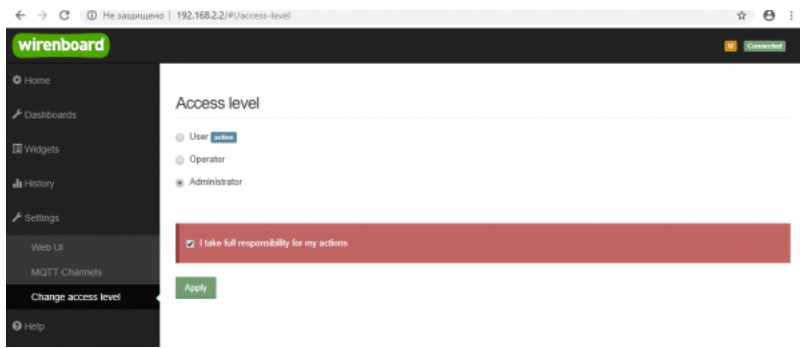 Не защищено | 192.168.2.2/#!/access-level
wirenboard
U Connected
Home
Dashboards
Widgets
History
Settings
Web UI
MQTT Channels
Change access level
Help
Access level
User active
Operator
Administrator
I take full responsibility for my actions
Apply